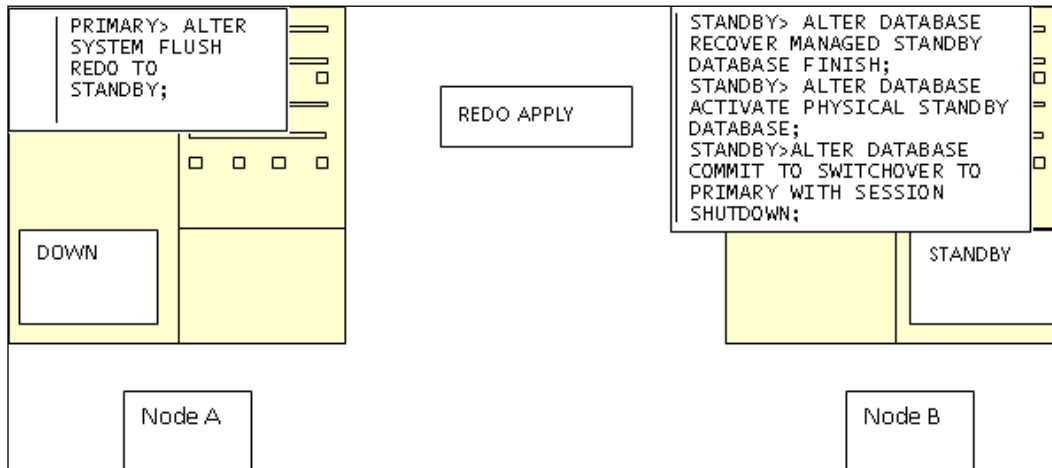 PRIMARY> ALTER
SYSTEM FLUSH
REDO TO
STANDBY;
REDO APPLY
STANDBY> ALTER DATABASE
RECOVER MANAGED STANDBY
DATABASE FINISH;
STANDBY> ALTER DATABASE
ACTIVATE PHYSICAL STANDBY
DATABASE;
STANDBY>ALTER DATABASE
COMMIT TO SWITCHOVER TO
PRIMARY WITH SESSION
SHUTDOWN;
DOWN
STANDBY
Node A
Node B